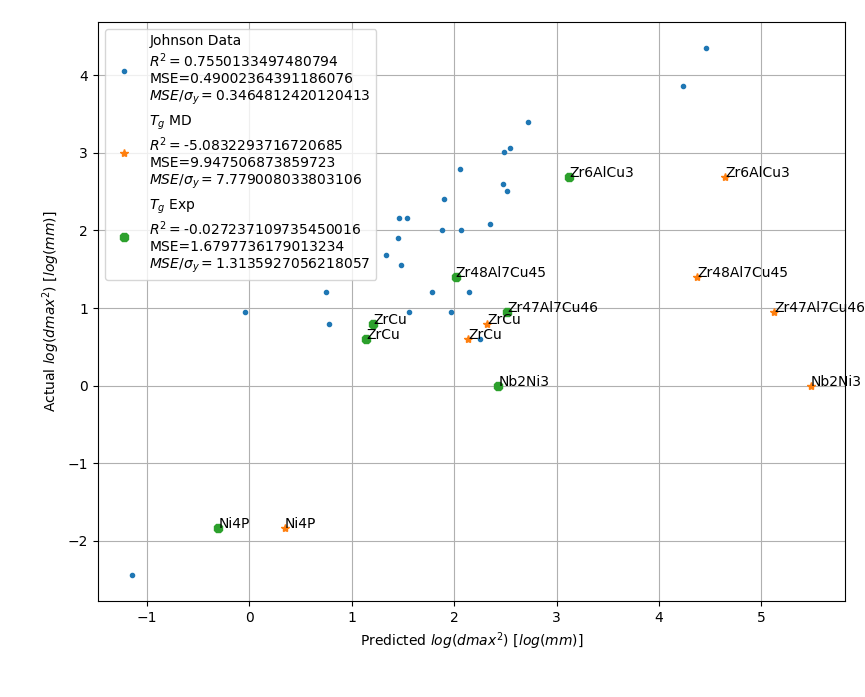 Johnson Data
R² = 0.7550133497480794
MSE=0.49002364391186076
MSE/σy = 0.3464812420120413
Tg MD
R² = -5.0832293716720685
MSE=9.947506873859723
MSE/σy = 7.779008033803106
Tg Exp
R² = -0.027237109735450016
MSE=1.6797736179013234
MSE/σy = 1.3135927056218057
4
3
2
1
0
−1
−2
Actual log(dmax²) [log(mm)]
Zr6AlCu3
Zr6AlCu3
Zr48Al7Cu45
Zr48Al7Cu45
Zr47Al7Cu46
Zr47Al7Cu46
ZrCu
ZrCu
ZrCu
ZrCu
Nb2Ni3
Nb2Ni3
Ni4P
Ni4P
−1
0
1
2
3
4
5
Predicted log(dmax²) [log(mm)]